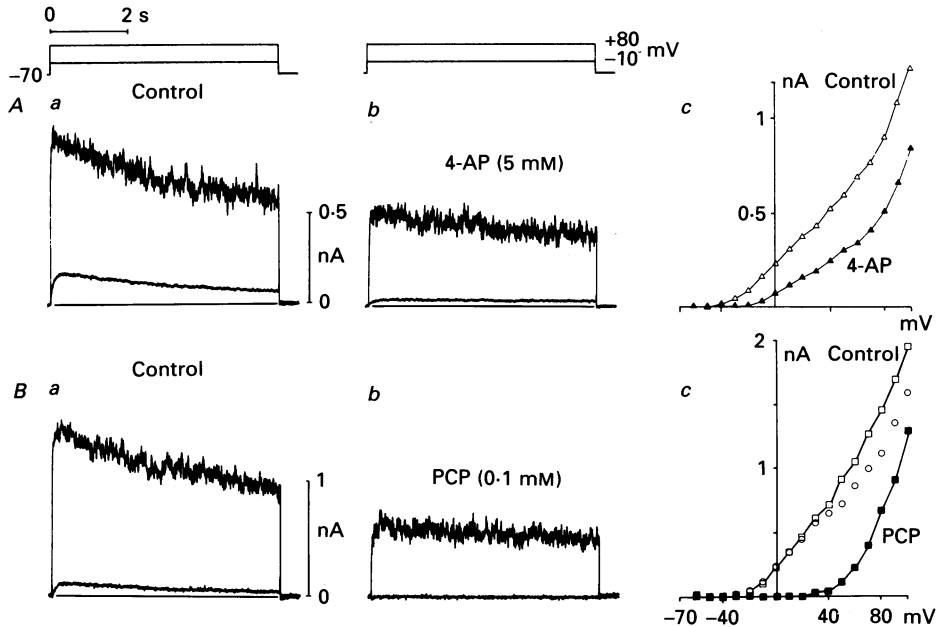 0 2 s
+80
−10 mV
−70
A a Control
b
4-AP (5 mM)
0·5
nA
0
c
nA Control
1
0·5
4-AP
mV
B a Control
b
PCP (0·1 mM)
1
nA
0
c
2
nA Control
1
PCP
−70 −40 40 80 mV